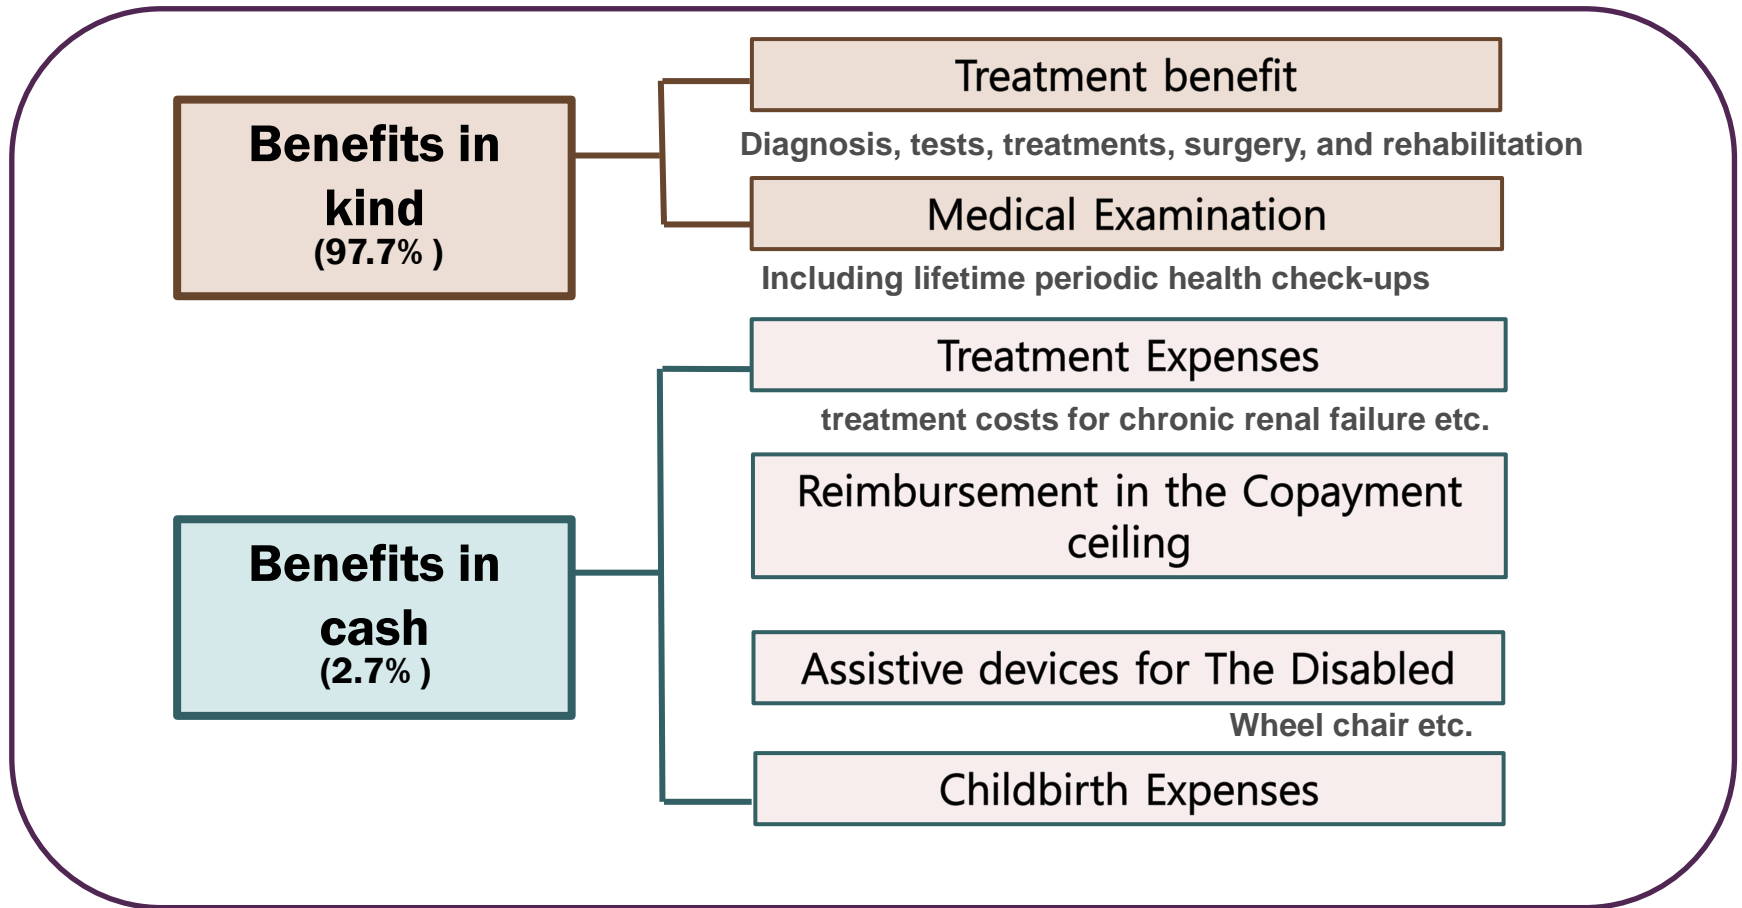 Benefits in
kind
(97.7% )
Treatment benefit
Diagnosis, tests, treatments, surgery, and rehabilitation
Medical Examination
Including lifetime periodic health check-ups
Benefits in
cash
(2.7% )
Treatment Expenses
treatment costs for chronic renal failure etc.
Reimbursement in the Copayment
ceiling
Assistive devices for The Disabled
Wheel chair etc.
Childbirth Expenses